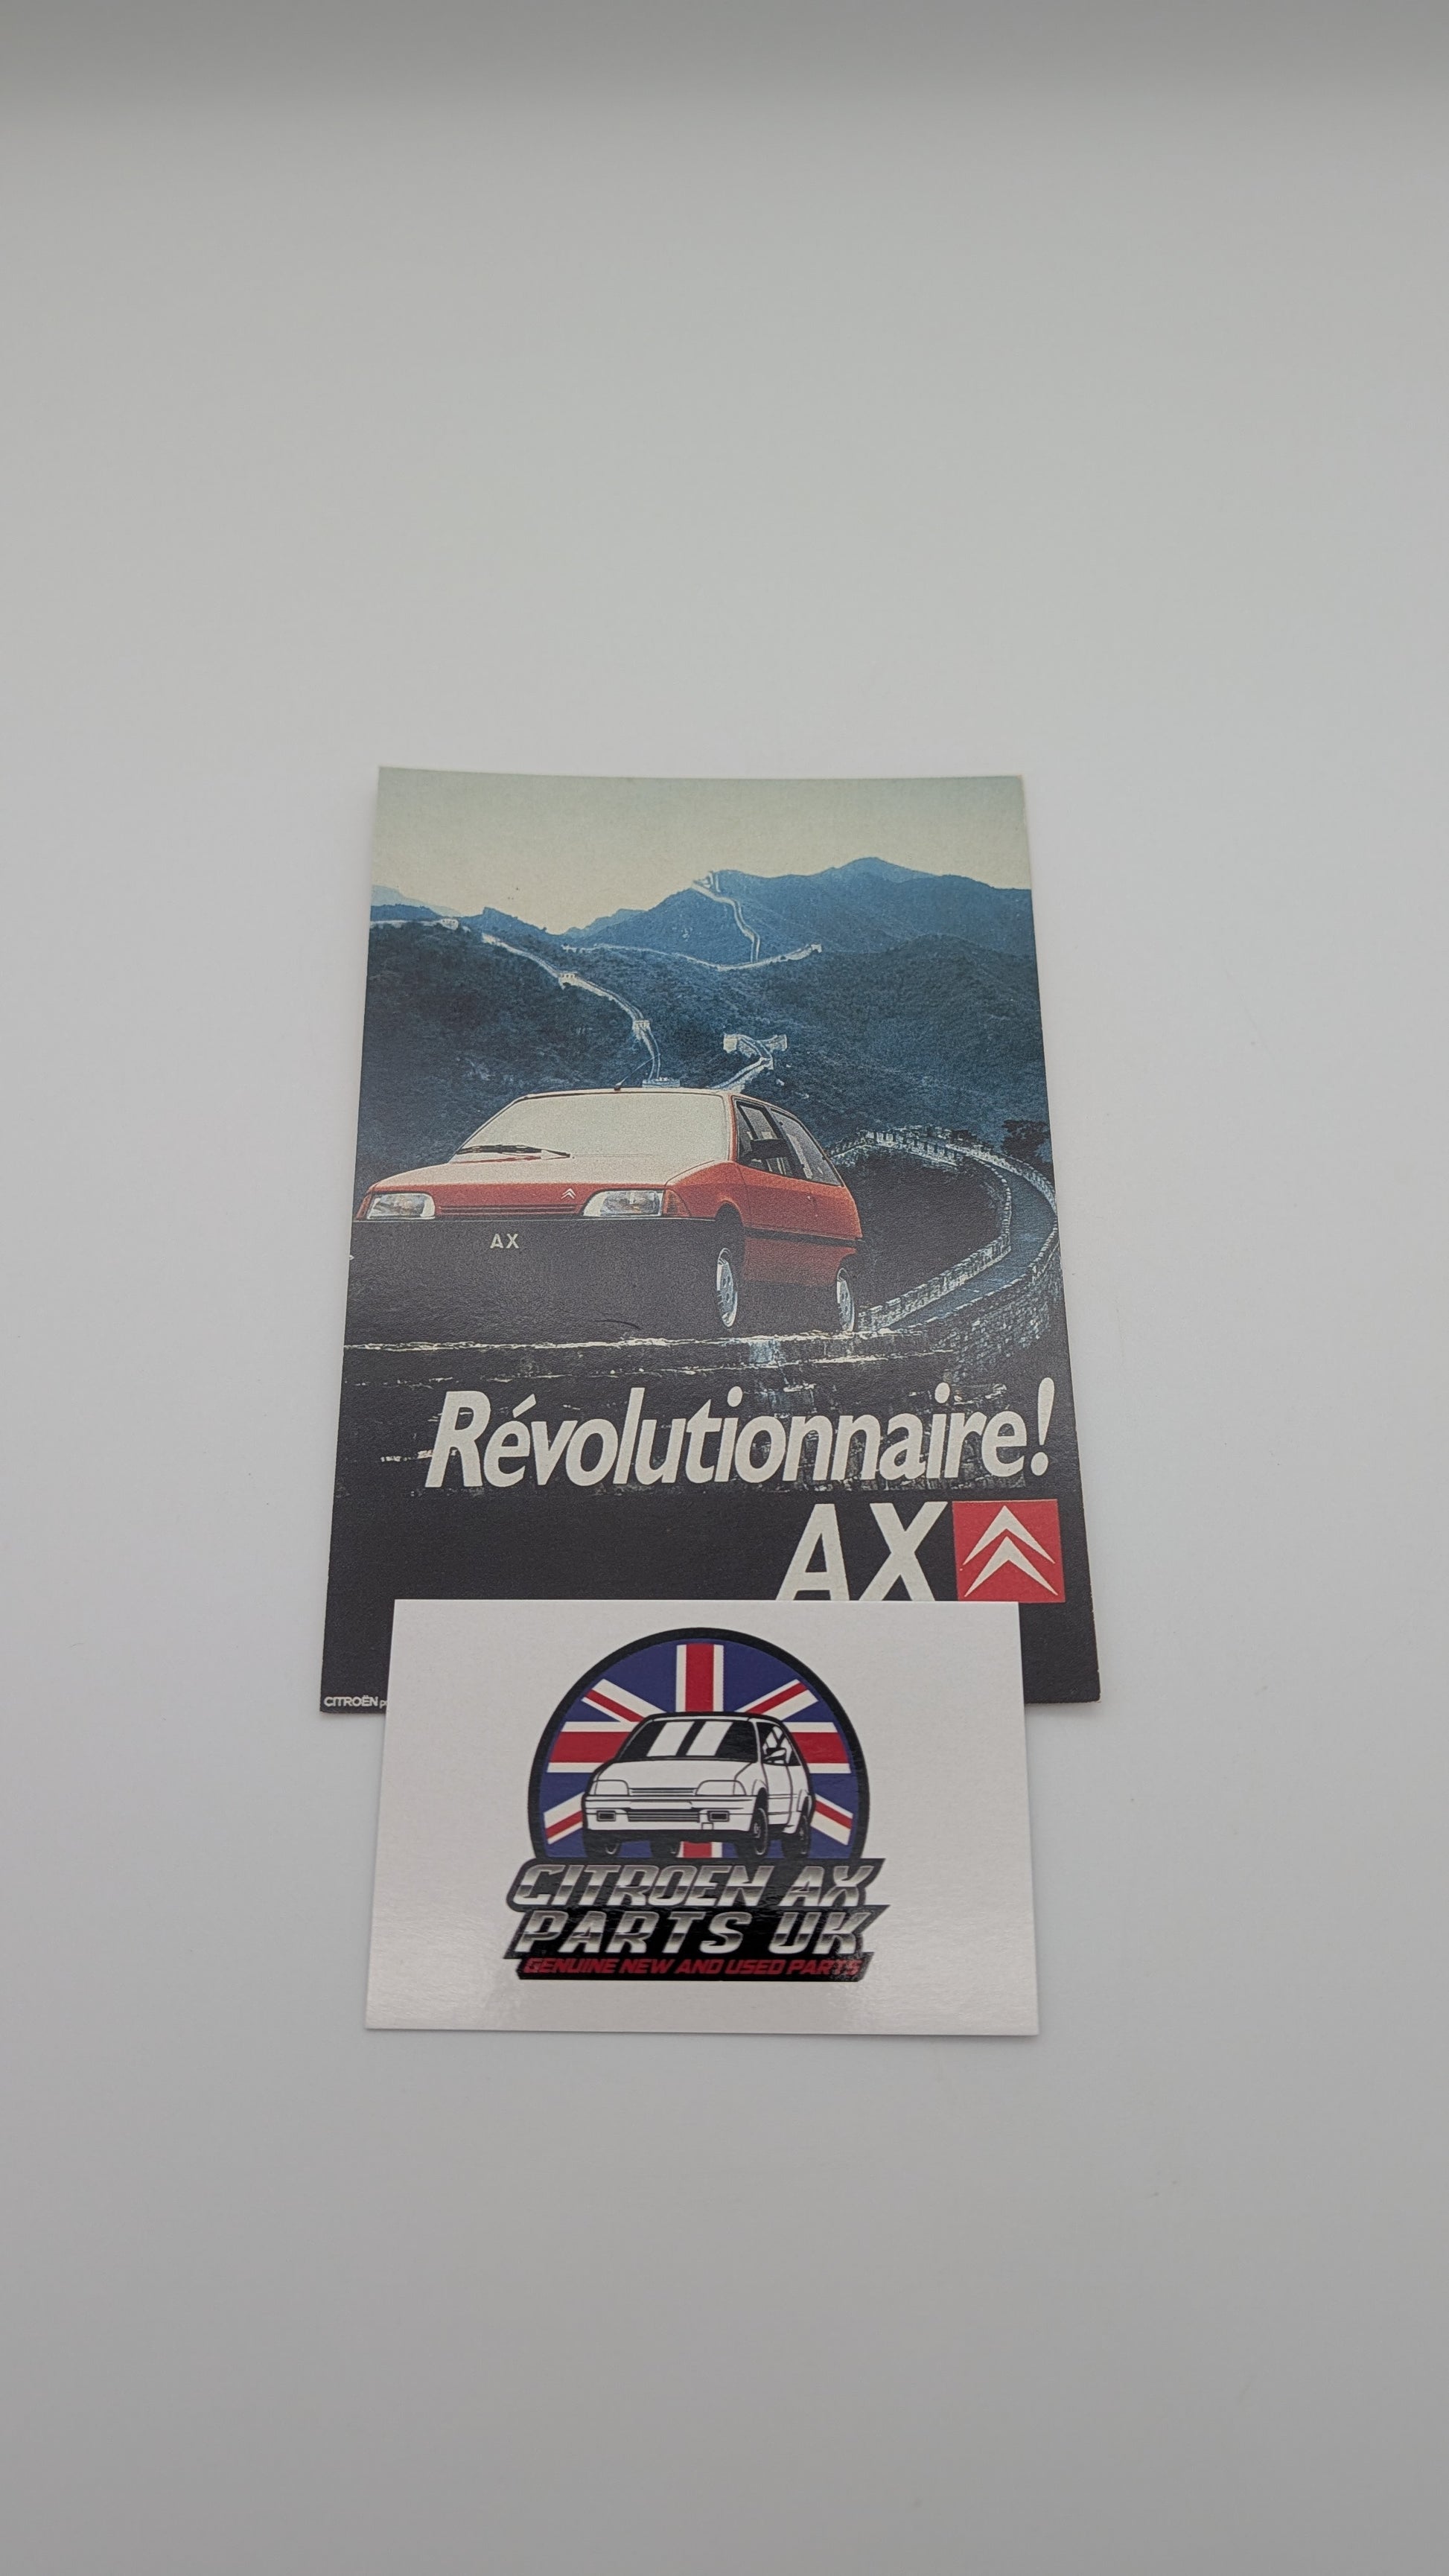 AX
Révolutionnaire!
AX
CITROËN
CITROEN AX
PARTS UK
GENUINE NEW AND USED PARTS